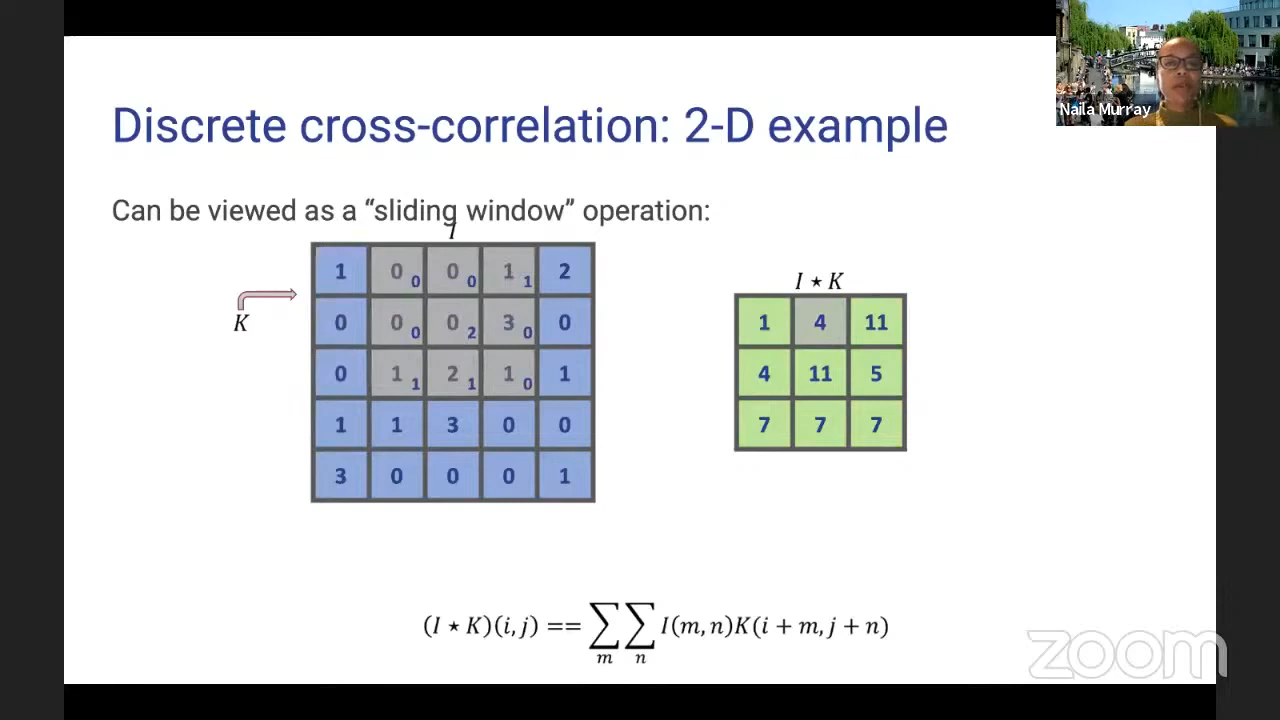 Naila Murray
Discrete cross-correlation: 2-D example
Can be viewed as a “sliding window” operation:
I
1 0 0 0 0 1 1 2
0 0 0 0 2 3 0 0
0 1 1 2 1 1 0 1
1 1 3 0 0
3 0 0 0 1
K
I ⋆ K
1 4 11
4 11 5
7 7 7
(I ⋆ K)(i, j) == ∑m ∑n I(m, n)K(i + m, j + n)
zoom